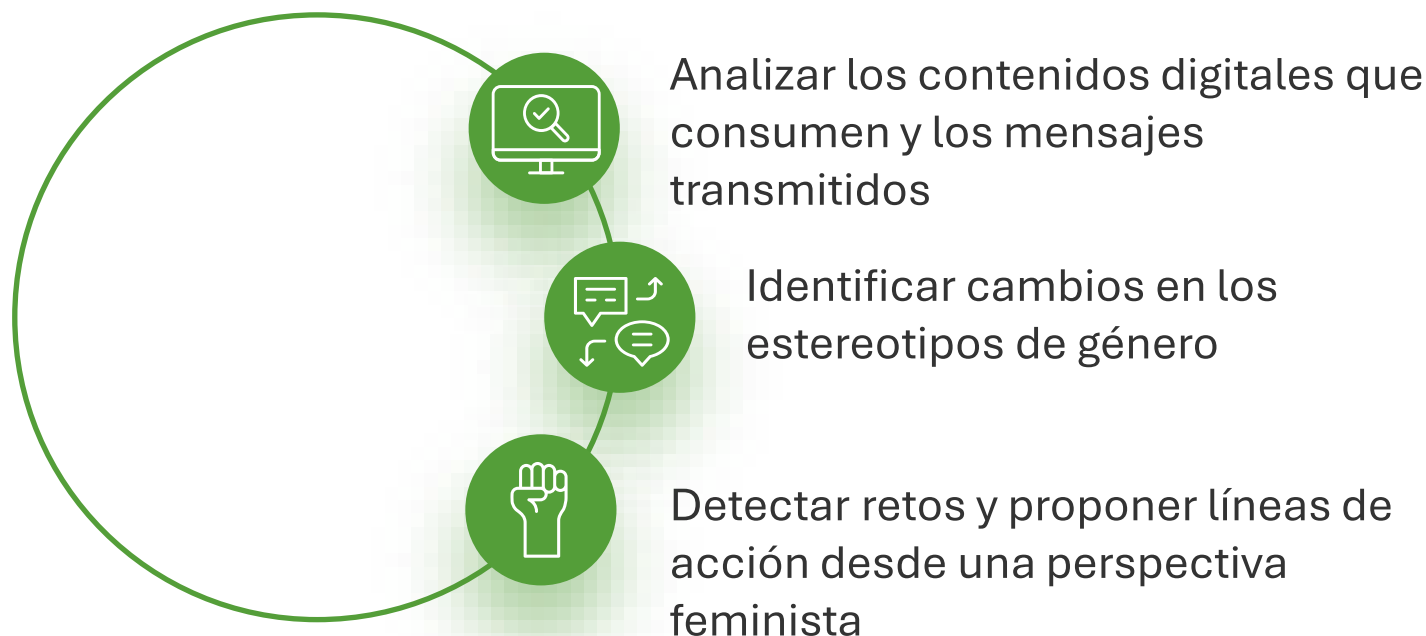 Analizar los contenidos digitales que
consumen y los mensajes
transmitidos
Identificar cambios en los
estereotipos de género
Detectar retos y proponer líneas de
acción desde una perspectiva
feminista